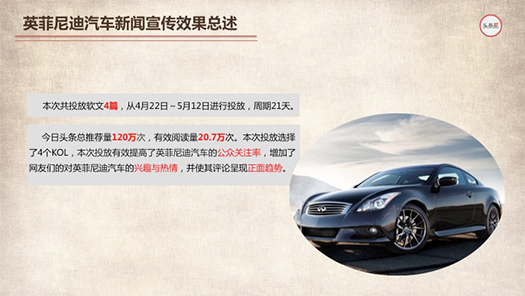 英菲尼迪汽车新闻宣传效果总述
头条易
本次共投放软文4篇，从4月22日～5月12日进行投放，周期21天。
今日头条总推荐量120万次，有效阅读量20.7万次。本次投放选择
了4个KOL，本次投放有效提高了英菲尼迪汽车的公众关注率，增加了
网友们的对英菲尼迪汽车的兴趣与热情，并使其评论呈现正面趋势。